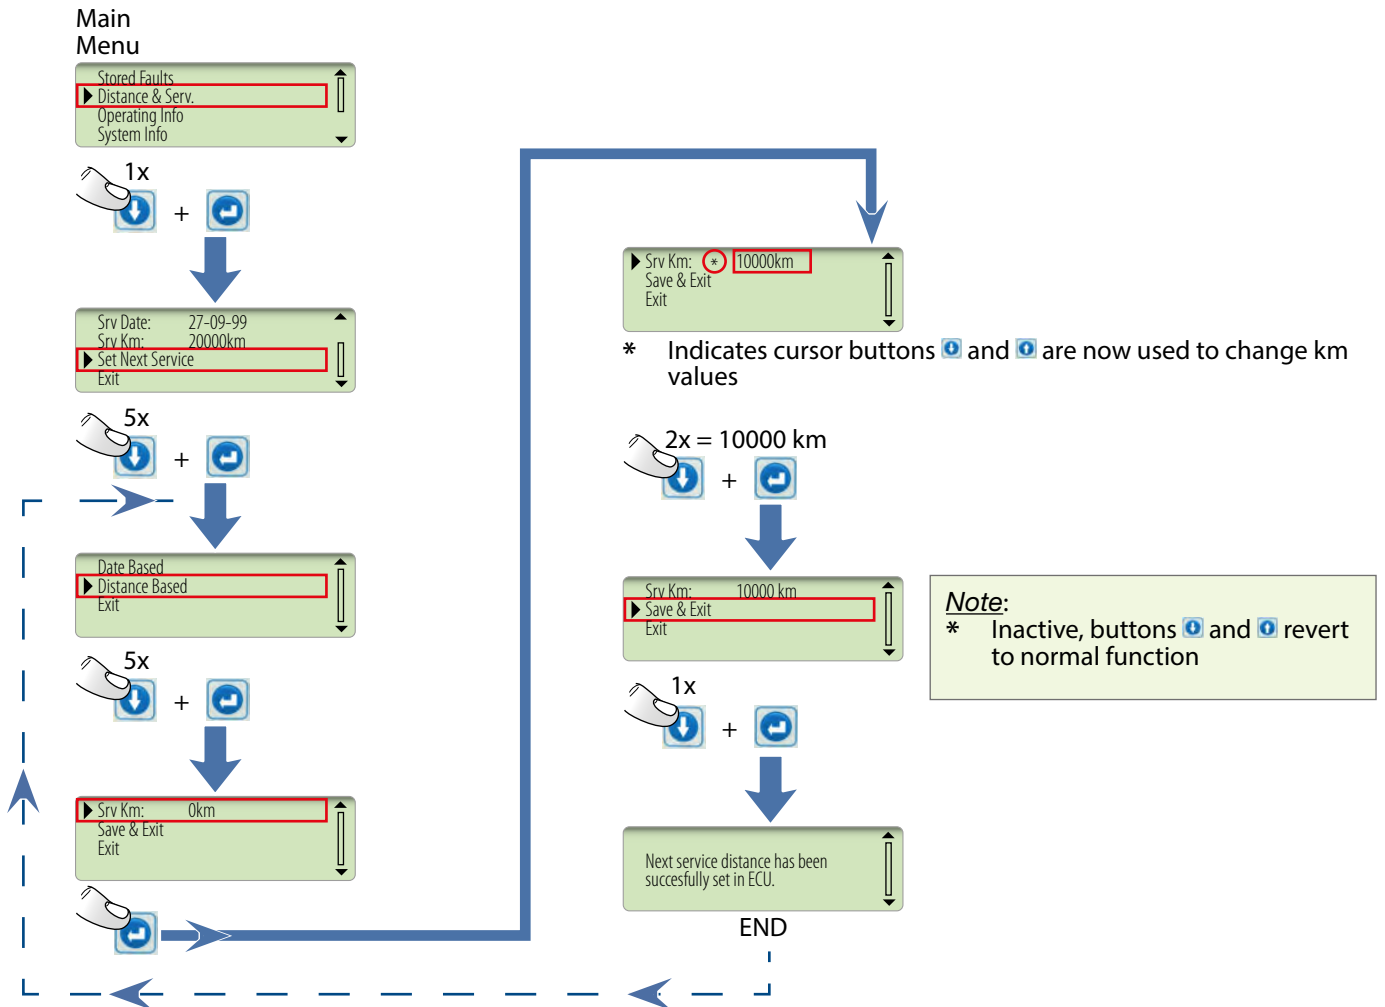 Main
Menu
Stored Faults
Distance & Serv.
Operating Info
System Info
1x
+
Srv Date: 27-09-99
Srv Km: 20000km
Set Next Service
Exit
5x
+
Date Based
Distance Based
Exit
5x
+
Srv Km: 0km
Save & Exit
Exit
Srv Km: * 10000km
Save & Exit
Exit
* Indicates cursor buttons and are now used to change km
values
2x = 10000 km
+
Srv Km: 10000 km
Save & Exit
Exit
1x
+
Next service distance has been
succesfully set in ECU.
END
Note:
* Inactive, buttons and revert
to normal function